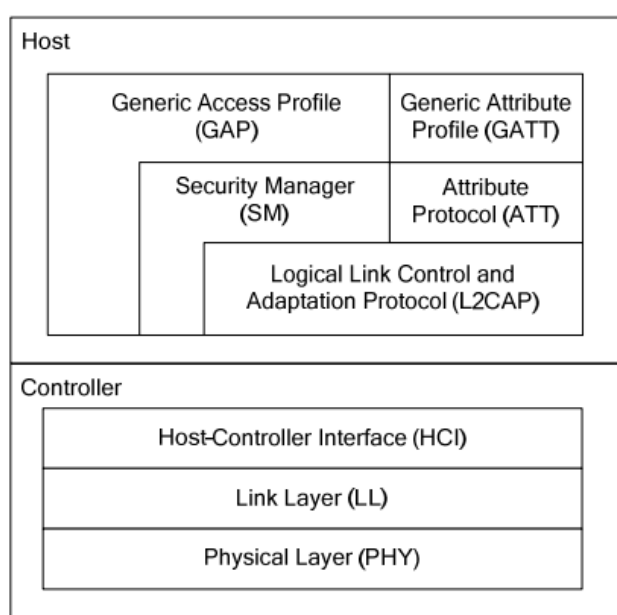 Host
Generic Access Profile
(GAP)
Generic Attribute
Profile (GATT)
Security Manager
(SM)
Attribute
Protocol (ATT)
Logical Link Control and
Adaptation Protocol (L2CAP)
Controller
Host-Controller Interface (HCI)
Link Layer (LL)
Physical Layer (PHY)